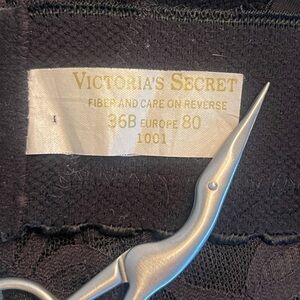 VICTORIA'S SECRET
FIBER AND CARE ON REVERSE
36B EUROPE 80
1001